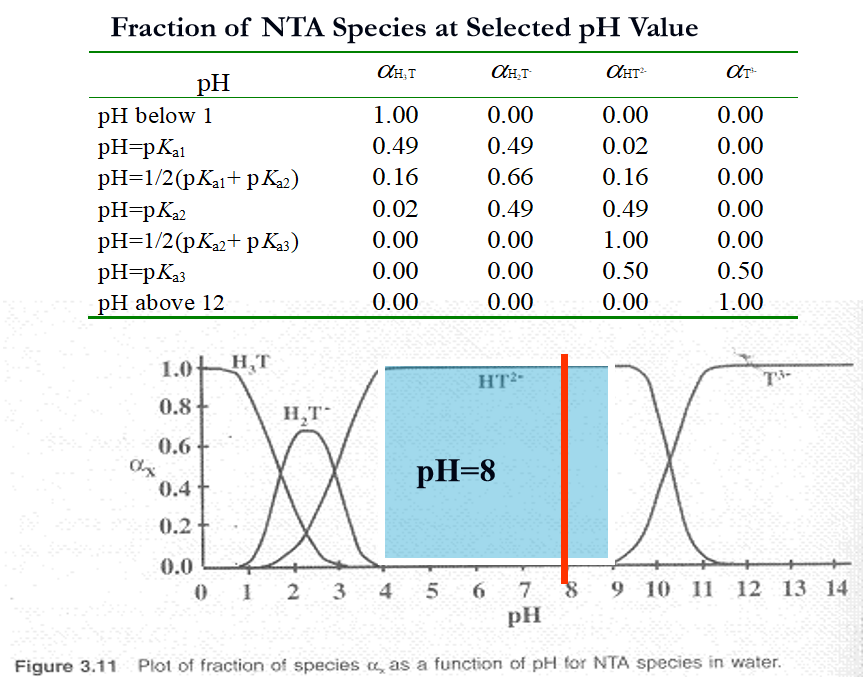 Fraction of NTA Species at Selected pH Value
pH αH₃T αH₂T⁻ αHT²⁻ αT³⁻
pH below 1 1.00 0.00 0.00 0.00
pH=pKa1 0.49 0.49 0.02 0.00
pH=1/2(pKa1+ pKa2) 0.16 0.66 0.16 0.00
pH=pKa2 0.02 0.49 0.49 0.00
pH=1/2(pKa2+ pKa3) 0.00 0.00 1.00 0.00
pH=pKa3 0.00 0.00 0.50 0.50
pH above 12 0.00 0.00 0.00 1.00
1.0 H₃T HT²⁻ T³⁻
0.8 H₂T⁻
0.6
αx
pH=8
0.4
0.2
0.0
0 1 2 3 4 5 6 7 8 9 10 11 12 13 14
pH
Figure 3.11 Plot of fraction of species αx as a function of pH for NTA species in water.